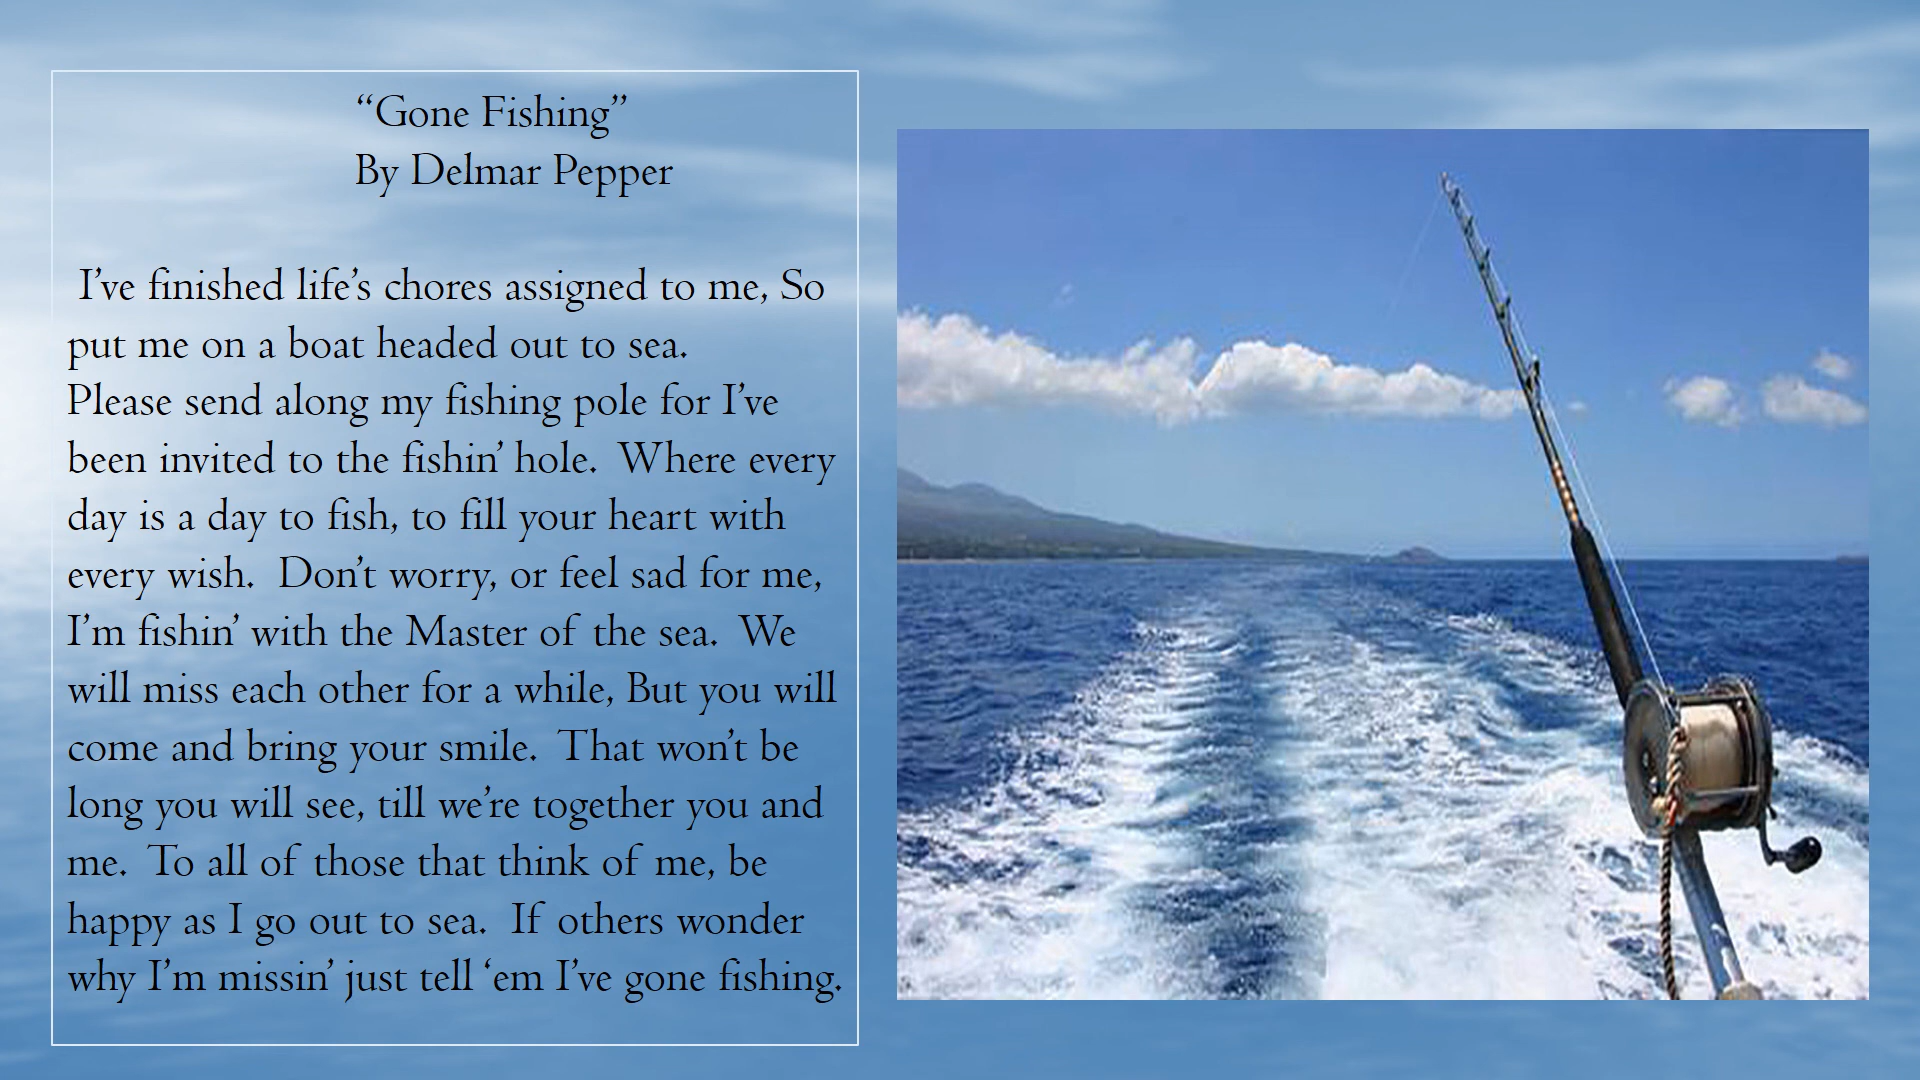 “Gone Fishing”
By Delmar Pepper
I’ve finished life’s chores assigned to me, So
put me on a boat headed out to sea.
Please send along my fishing pole for I’ve
been invited to the fishin’ hole.  Where every
day is a day to fish, to fill your heart with
every wish.  Don’t worry, or feel sad for me,
I’m fishin’ with the Master of the sea.  We
will miss each other for a while, But you will
come and bring your smile.  That won’t be
long you will see, till we’re together you and
me.  To all of those that think of me, be
happy as I go out to sea.  If others wonder
why I’m missin’ just tell ‘em I’ve gone fishing.